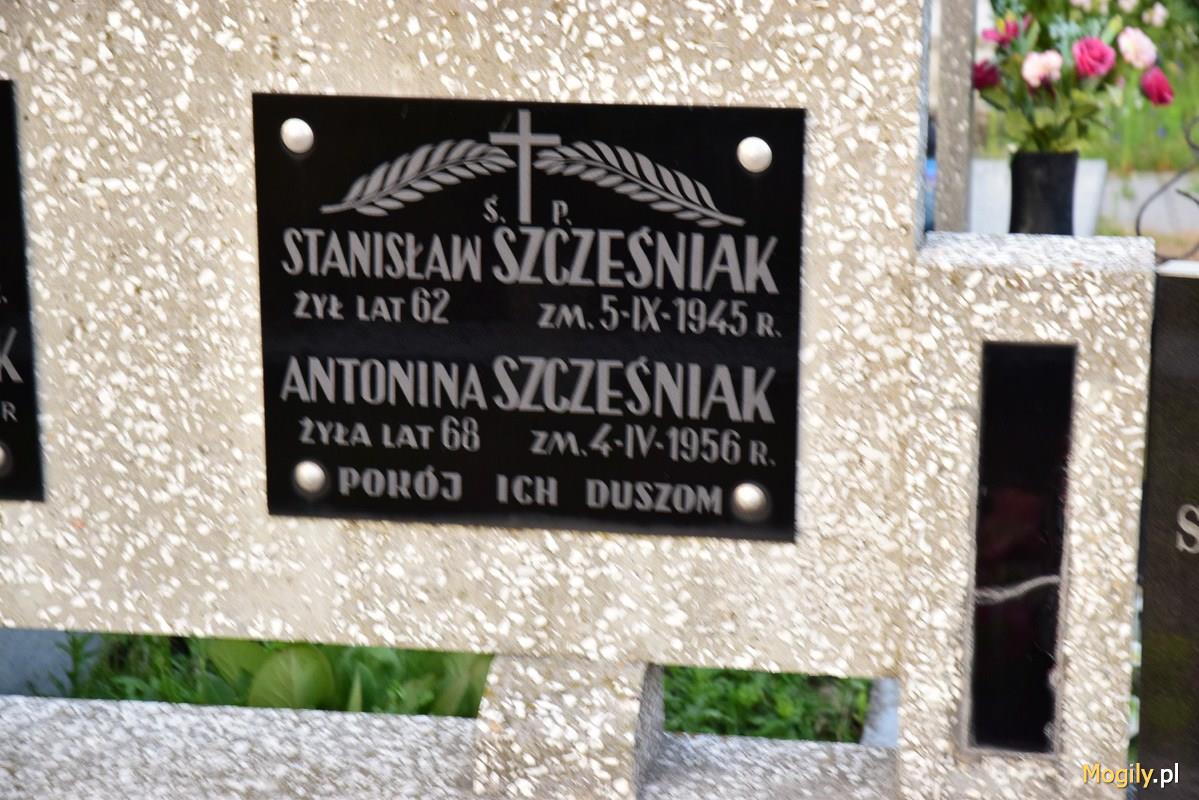 Ś. P.
STANISŁAW SZCZEŚNIAK
ŻYŁ LAT 62 ZM. 5-IX-1945 R.
ANTONINA SZCZEŚNIAK
ŻYŁA LAT 68 ZM. 4-IV-1956 R.
POKÓJ ICH DUSZOM
K
R
S
Mogily.pl